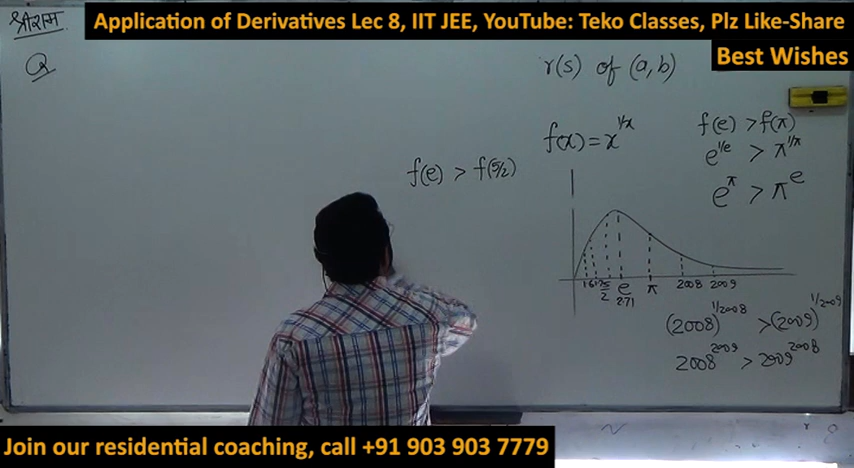 Application of Derivatives Lec 8, IIT JEE, YouTube: Teko Classes, Plz Like-Share
Best Wishes
श्रीराम
Q
r(s) of (a,b)
f(x) = x^{1/x}
f(e) > f(π)
e^{1/e} > π^{1/π}
e^π > π^e
f(e) > f(5/2)
5/2 e π 2008 2009
2.71
(2008)^{1/2008} > (2009)^{1/2009}
2008^{2009} > 2009^{2008}
Join our residential coaching, call +91 903 903 7779